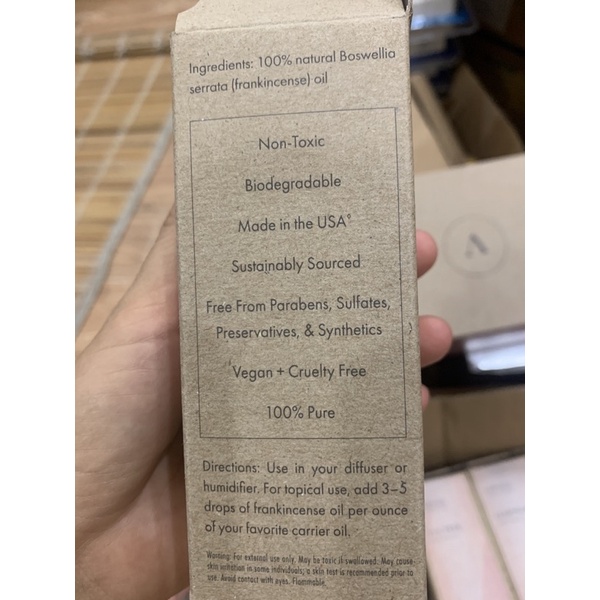 Ingredients: 100% natural Boswellia
serrata (frankincense) oil
Non-Toxic
Biodegradable
Made in the USA°
Sustainably Sourced
Free From Parabens, Sulfates,
Preservatives, & Synthetics
Vegan + Cruelty Free
100% Pure
Directions: Use in your diffuser or
humidifier. For topical use, add 3–5
drops of frankincense oil per ounce
of your favorite carrier oil.
Warning: For external use only. May be toxic if swallowed. May cause
skin irritation in some individuals; a skin test is recommended prior to
use. Avoid contact with eyes. Flammable.